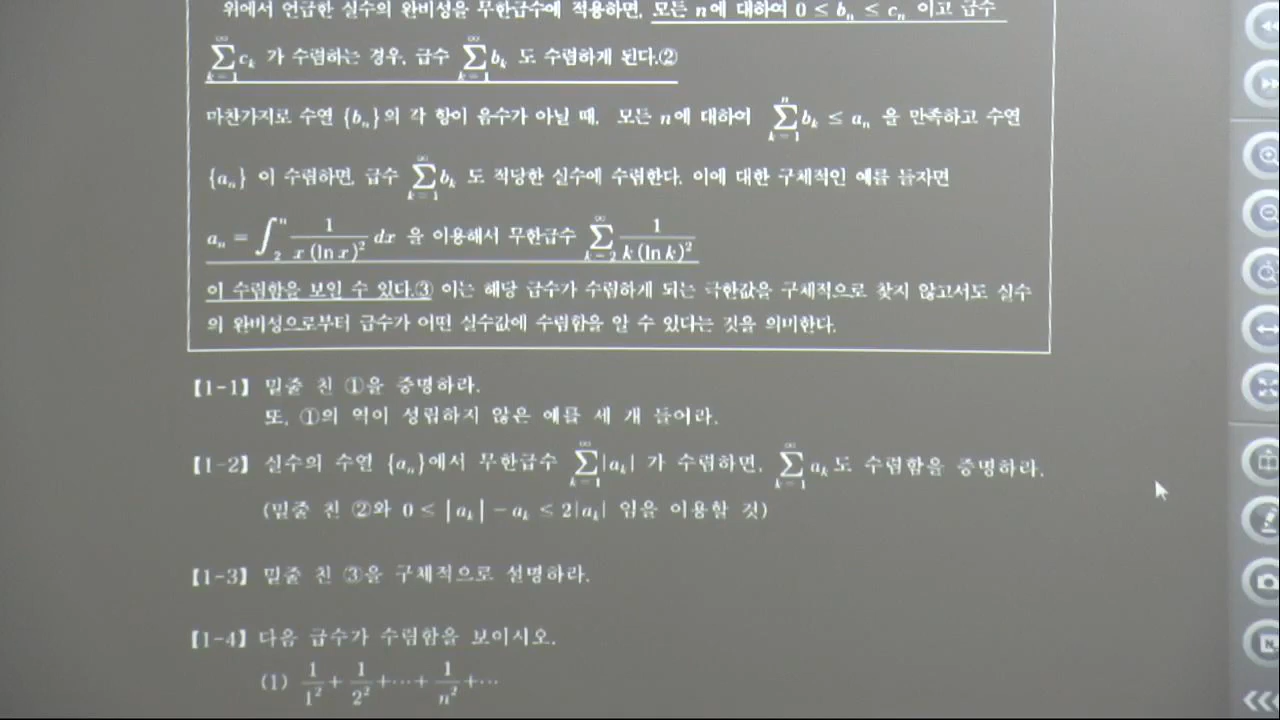 위에서 언급한 실수의 완비성을 무한급수에 적용하면, 모든 n에 대하여 0 ≤ bₙ ≤ cₙ 이고 급수
∑_{k=1}^{∞} c_k 가 수렴하는 경우, 급수 ∑_{k=1}^{∞} b_k 도 수렴하게 된다.②
마찬가지로 수열 {bₙ}의 각 항이 음수가 아닐 때, 모든 n에 대하여 ∑_{k=1}^{n} b_k ≤ aₙ 을 만족하고 수열
{aₙ} 이 수렴하면, 급수 ∑_{k=1}^{∞} b_k 도 적당한 실수에 수렴한다. 이에 대한 구체적인 예를 들자면
aₙ = ∫_2^n 1/(x(ln x)²) dx 을 이용해서 무한급수 ∑_{k=2}^{∞} 1/(k(ln k)²)
이 수렴함을 보일 수 있다.③ 이는 해당 급수가 수렴하게 되는 극한값을 구체적으로 찾지 않고서도 실수
의 완비성으로부터 급수가 어떤 실수값에 수렴함을 알 수 있다는 것을 의미한다.
【1-1】 밑줄 친 ①을 증명하라.
또, ①의 역이 성립하지 않은 예를 세 개 들어라.
【1-2】 실수의 수열 {aₙ}에서 무한급수 ∑_{k=1}^{∞} |a_k| 가 수렴하면, ∑_{k=1}^{∞} a_k도 수렴함을 증명하라.
(밑줄 친 ②와 0 ≤ |a_k| − a_k ≤ 2|a_k| 임을 이용할 것)
【1-3】 밑줄 친 ③을 구체적으로 설명하라.
【1-4】 다음 급수가 수렴함을 보이시오.
(1) 1/1² + 1/2² + ⋯ + 1/n² + ⋯